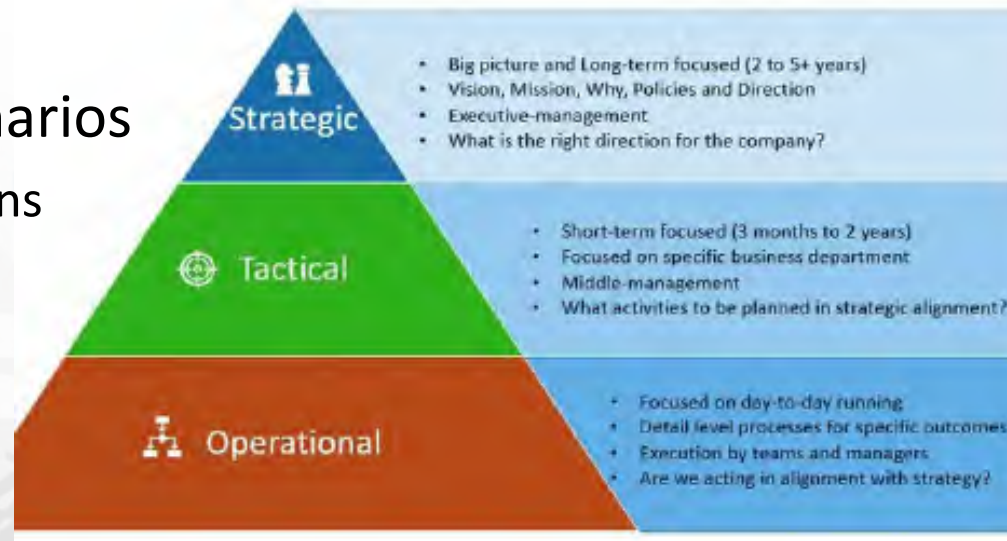 narios
ns
Strategic
• Big picture and Long-term focused (2 to 5+ years)
• Vision, Mission, Why, Policies and Direction
• Executive-management
• What is the right direction for the company?
Tactical
• Short-term focused (3 months to 2 years)
• Focused on specific business department
• Middle-management
• What activities to be planned in strategic alignment?
Operational
• Focused on day-to-day running
• Detail level processes for specific outcomes
• Execution by teams and managers
• Are we acting in alignment with strategy?